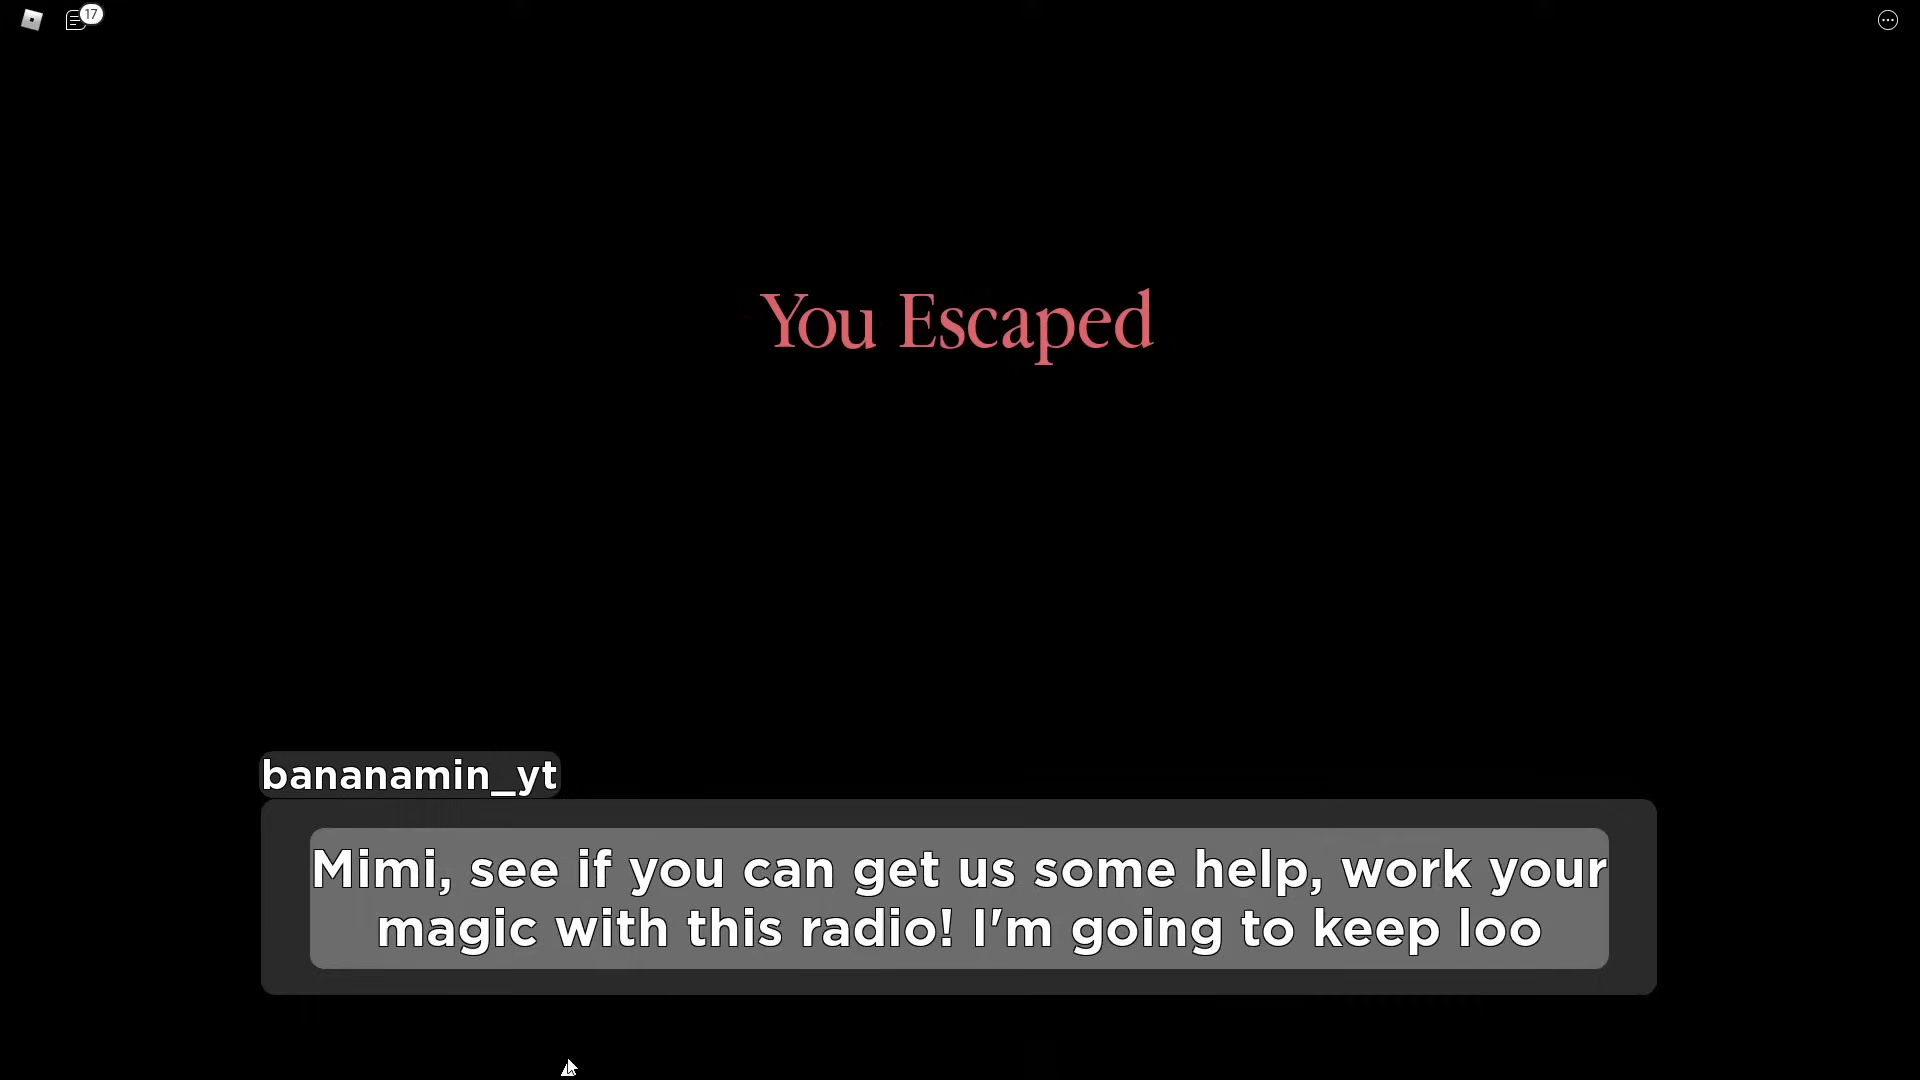 17
You Escaped
bananamin_yt
Mimi, see if you can get us some help, work your
magic with this radio! I'm going to keep loo